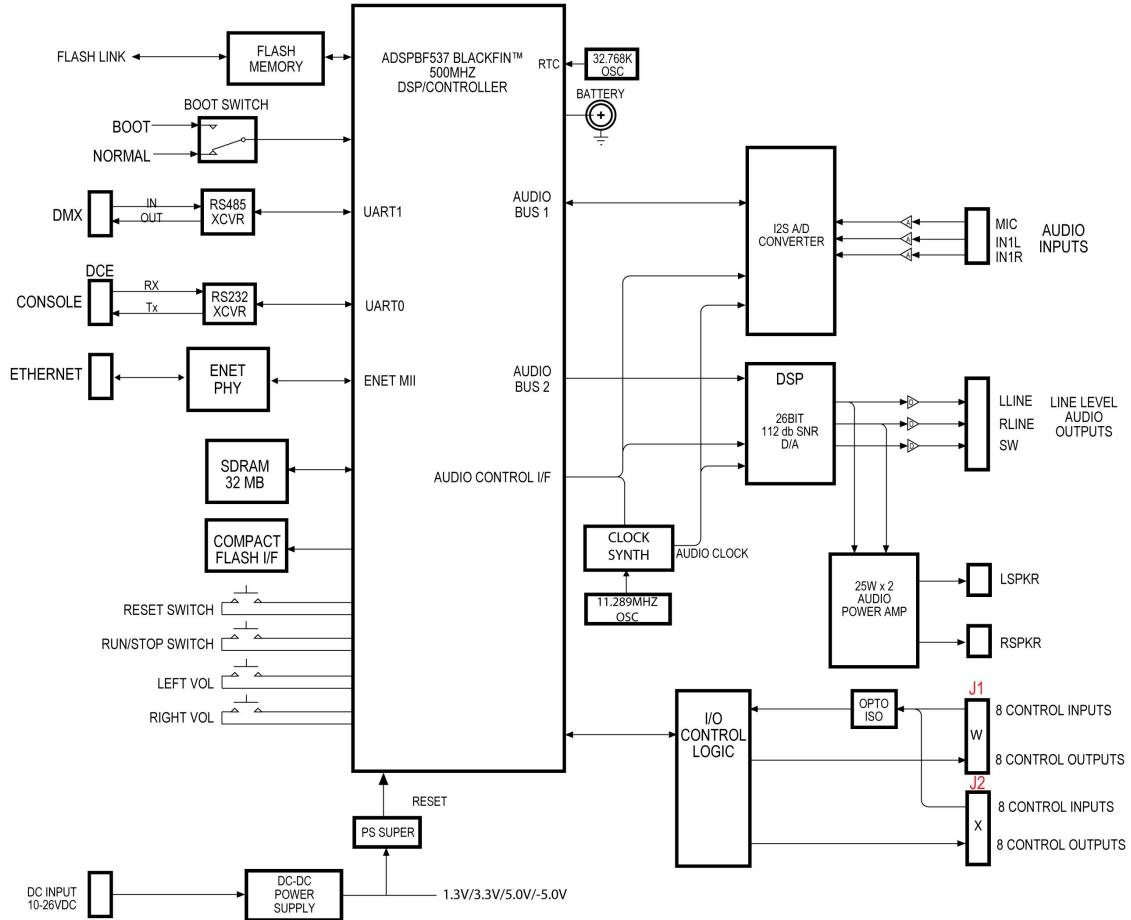 FLASH LINK
FLASH
MEMORY
ADSPBF537 BLACKFIN™
500MHZ
DSP/CONTROLLER
RTC
32.768K
OSC
BATTERY
BOOT SWITCH
BOOT
NORMAL
DMX
IN
OUT
RS485
XCVR
UART1
AUDIO
BUS 1
I2S A/D
CONVERTER
A
A
A
MIC
IN1L
IN1R
AUDIO
INPUTS
DCE
CONSOLE
RX
Tx
RS232
XCVR
UART0
ETHERNET
ENET
PHY
ENET MII
AUDIO
BUS 2
DSP
26BIT
112 db SNR
D/A
LLINE
RLINE
SW
LINE LEVEL
AUDIO
OUTPUTS
SDRAM
32 MB
AUDIO CONTROL I/F
COMPACT
FLASH I/F
CLOCK
SYNTH
AUDIO CLOCK
11.289MHZ
OSC
25W x 2
AUDIO
POWER AMP
LSPKR
RSPKR
RESET SWITCH
RUN/STOP SWITCH
LEFT VOL
RIGHT VOL
I/O
CONTROL
LOGIC
OPTO
ISO
J1
W
8 CONTROL INPUTS
8 CONTROL OUTPUTS
J2
X
8 CONTROL INPUTS
8 CONTROL OUTPUTS
RESET
PS SUPER
DC INPUT
10-26VDC
DC-DC
POWER
SUPPLY
1.3V/3.3V/5.0V/-5.0V